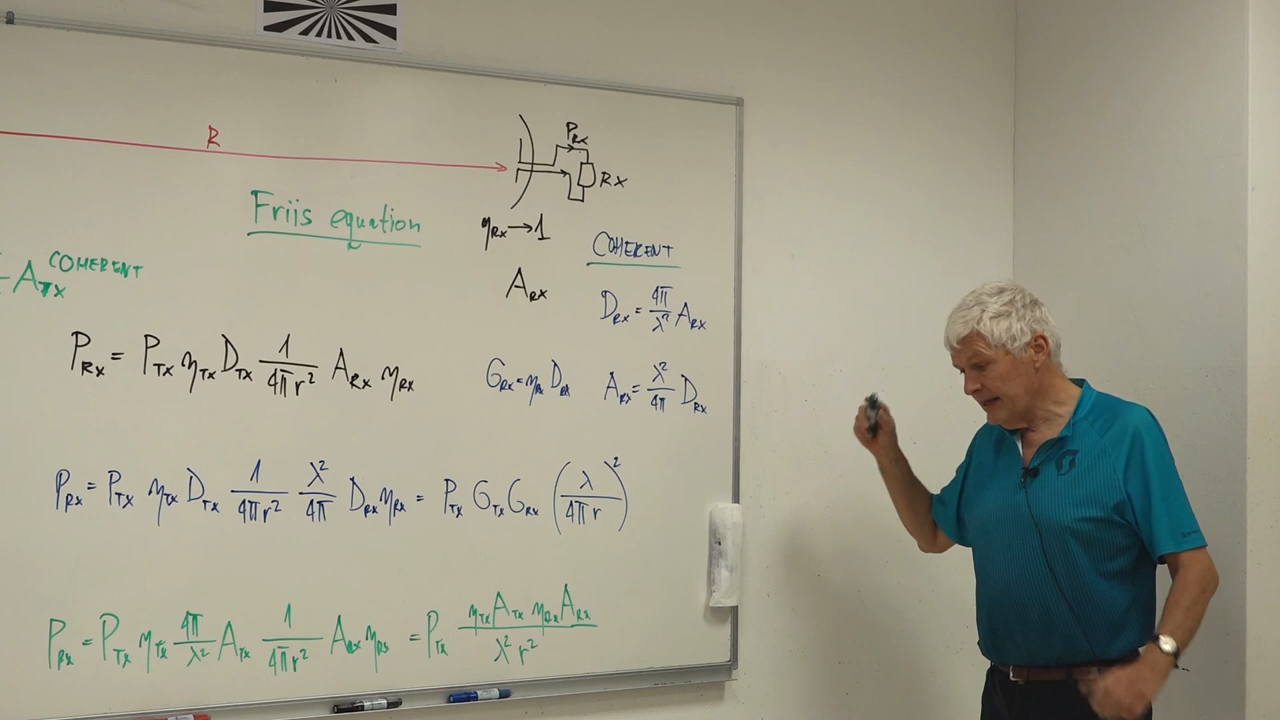 R
P_RX
RX
Friis equation
η_RX → 1
COHERENT
A_TX^COHERENT
A_RX
D_RX = 4π/λ² A_RX
P_RX = P_TX η_TX D_TX 1/4πr² A_RX η_RX
G_RX = η_RX D_RX
A_RX = λ²/4π D_RX
P_RX = P_TX η_TX D_TX 1/4πr² λ²/4π D_RX η_RX = P_TX G_TX G_RX (λ/4πr)²
P_RX = P_TX η_TX 4π/λ² A_TX 1/4πr² A_RX η_RX = P_TX η_TX A_TX η_RX A_RX/λ² r²